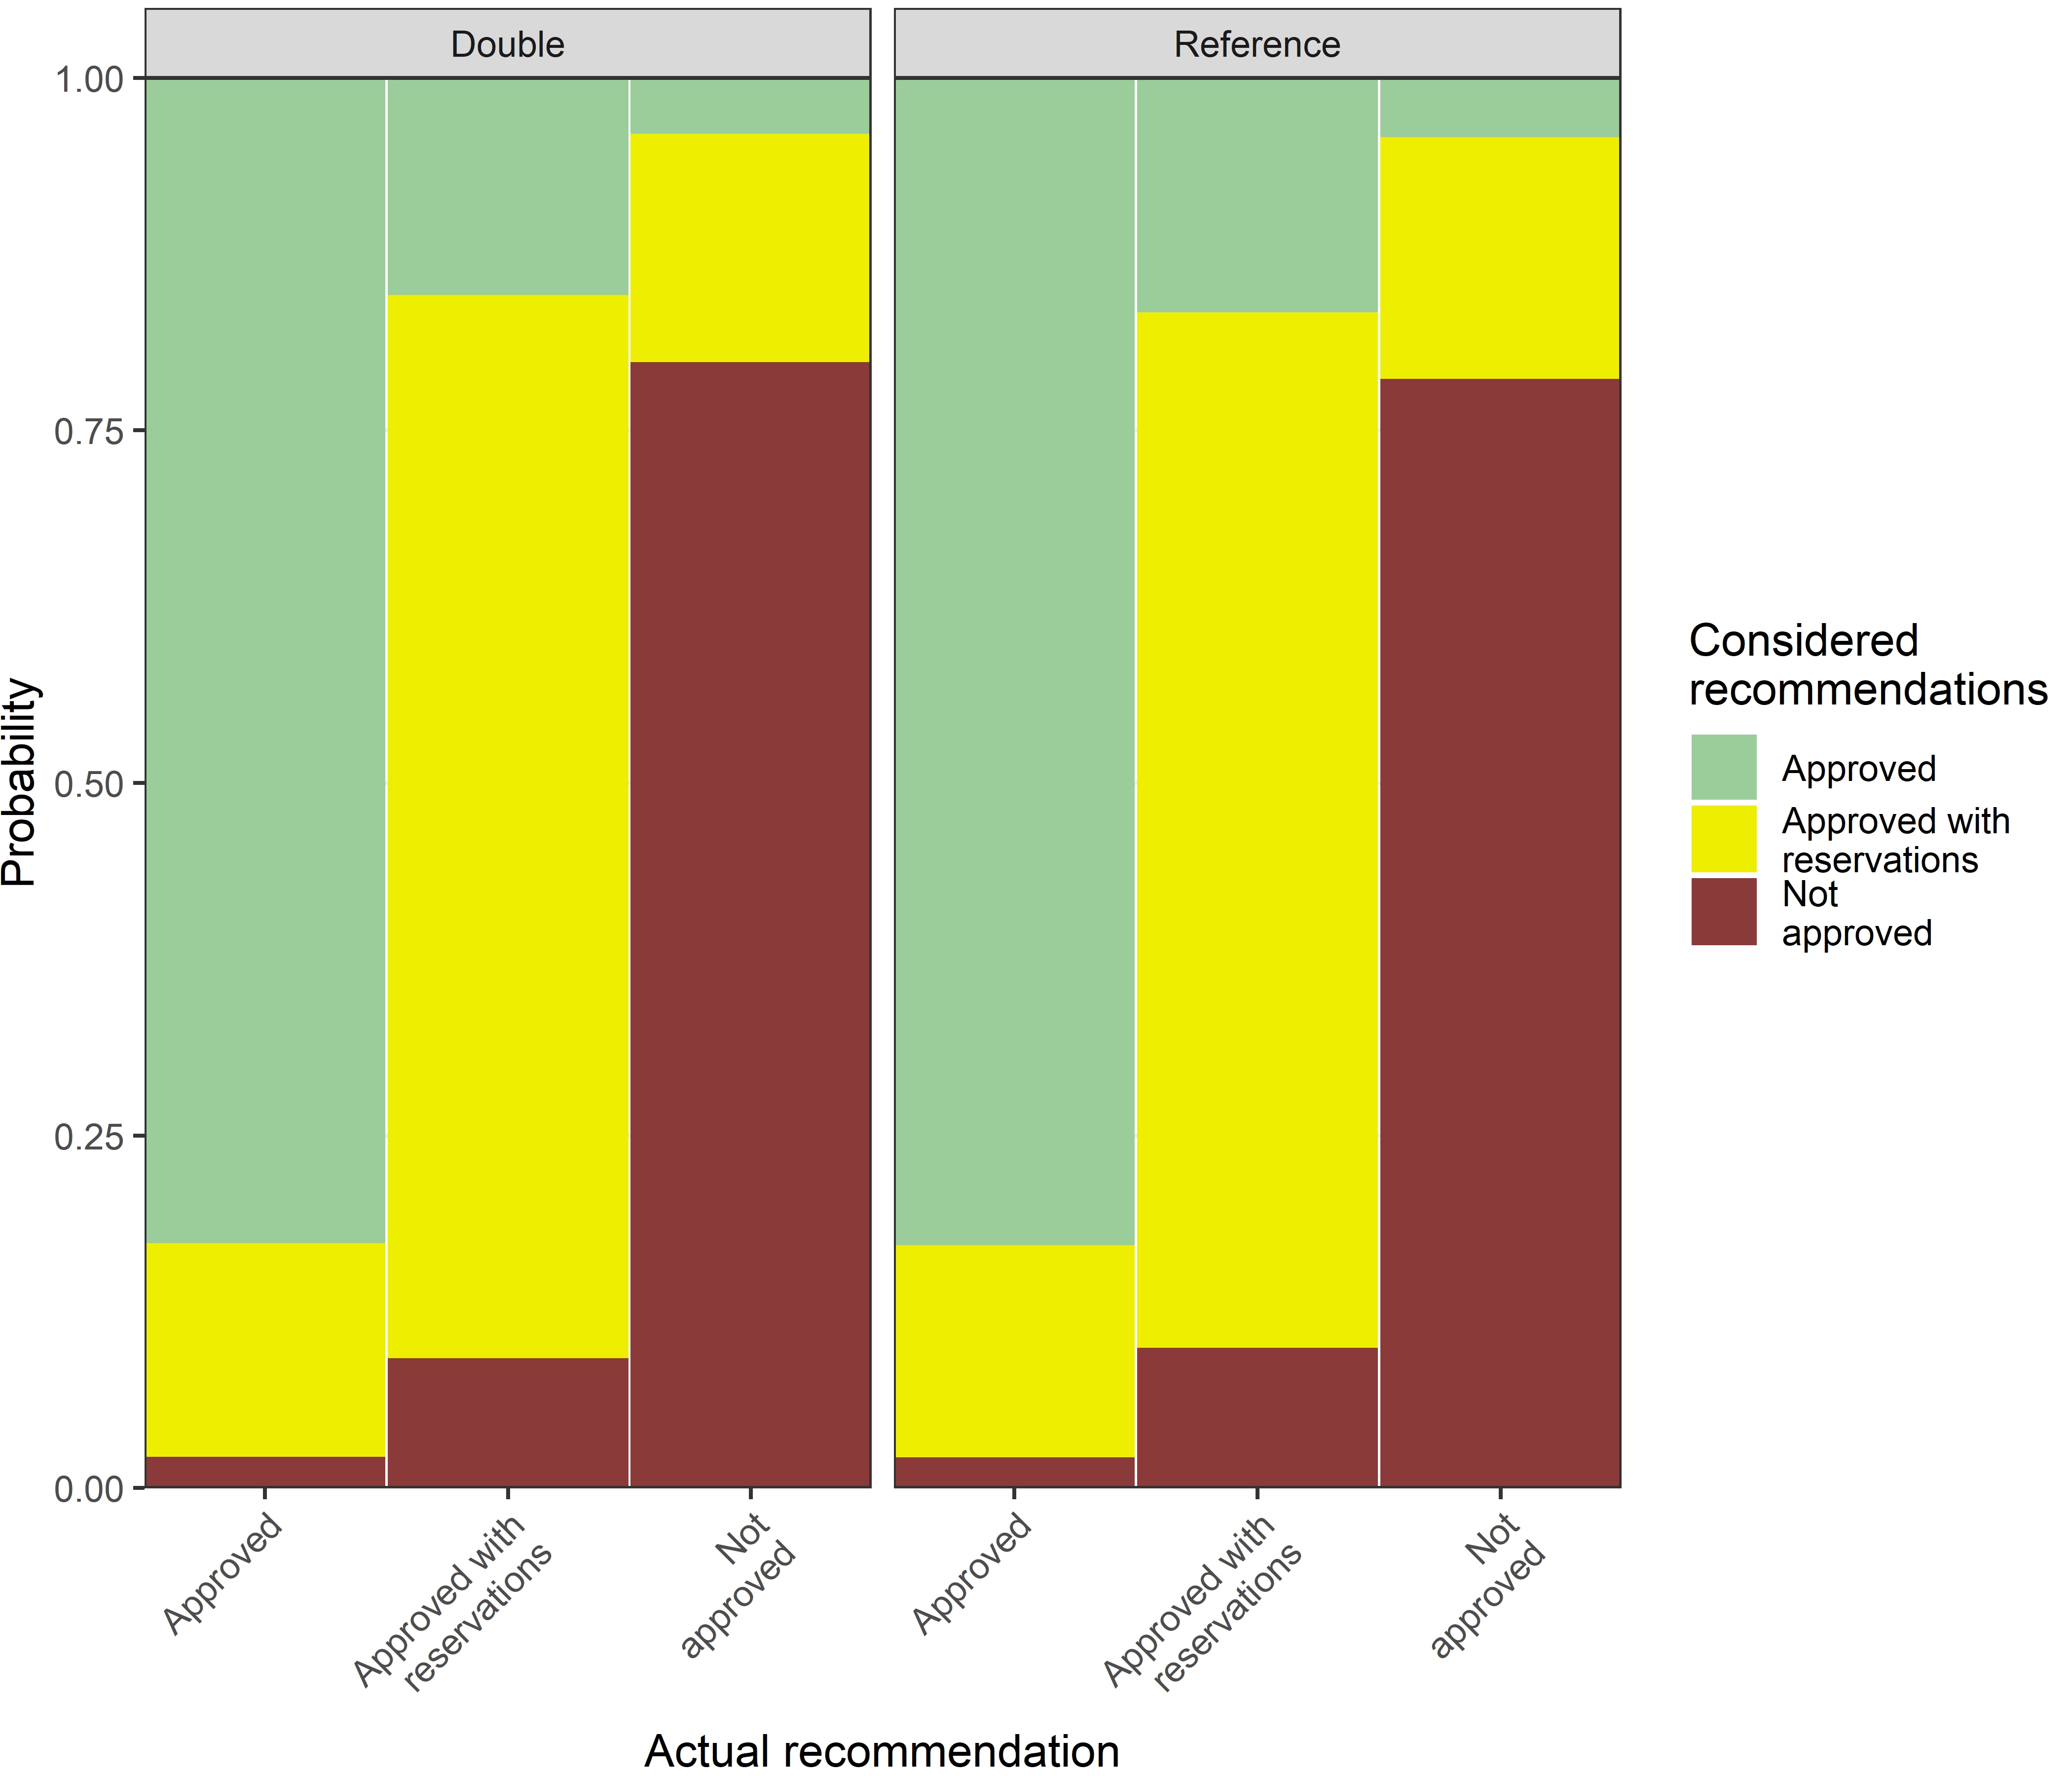 Double
Reference
1.00
0.75
0.50
0.25
0.00
Probability
Approved
Approved with
reservations
Not
approved
Approved
Approved with
reservations
Not
approved
Actual recommendation
Considered
recommendations
Approved
Approved with
reservations
Not
approved